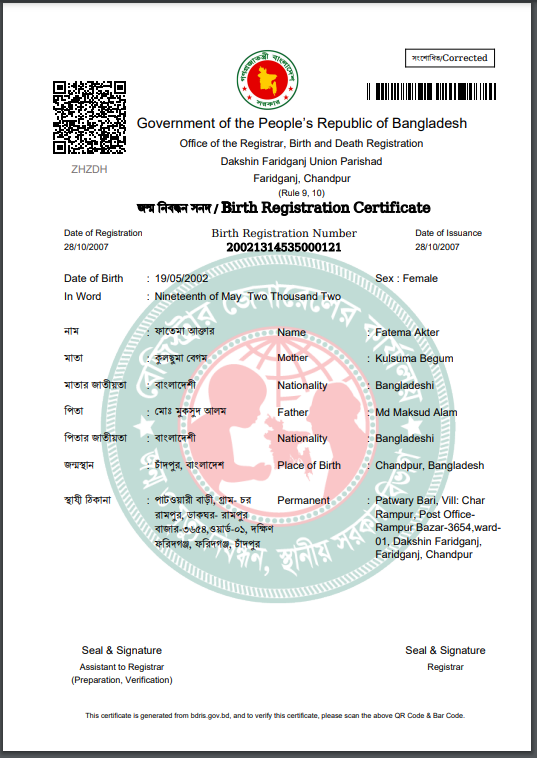 গণপ্রজাতন্ত্রী বাংলাদেশ
সরকার
সংশোধিত/Corrected
ZHZDH
Government of the People's Republic of Bangladesh
Office of the Registrar, Birth and Death Registration
Dakshin Faridganj Union Parishad
Faridganj, Chandpur
(Rule 9, 10)
জন্ম নিবন্ধন সনদ / Birth Registration Certificate
Date of Registration Birth Registration Number Date of Issuance
28/10/2007 20021314535000121 28/10/2007
Date of Birth : 19/05/2002 Sex : Female
In Word : Nineteenth of May Two Thousand Two
নাম : ফাতেমা আক্তার Name : Fatema Akter
মাতা : কুলছুমা বেগম Mother : Kulsuma Begum
মাতার জাতীয়তা : বাংলাদেশী Nationality : Bangladeshi
পিতা : মোঃ মুকসুদ আলম Father : Md Maksud Alam
পিতার জাতীয়তা : বাংলাদেশী Nationality : Bangladeshi
জন্মস্থান : চাঁদপুর, বাংলাদেশ Place of Birth : Chandpur, Bangladesh
স্থায়ী ঠিকানা : পাটওয়ারী বাড়ী, গ্রাম- চর Permanent : Patwary Bari, Vill: Char
রামপুর, ডাকঘর- রামপুর Rampur, Post Office-
বাজার-৩৬৫৪,ওয়ার্ড-০১, দক্ষিণ Rampur Bazar-3654,ward-
ফরিদগঞ্জ, ফরিদগঞ্জ, চাঁদপুর 01, Dakshin Faridganj,
Faridganj, Chandpur
Seal & Signature Seal & Signature
Assistant to Registrar Registrar
(Preparation, Verification)
This certificate is generated from bdris.gov.bd, and to verify this certificate, please scan the above QR Code & Bar Code.